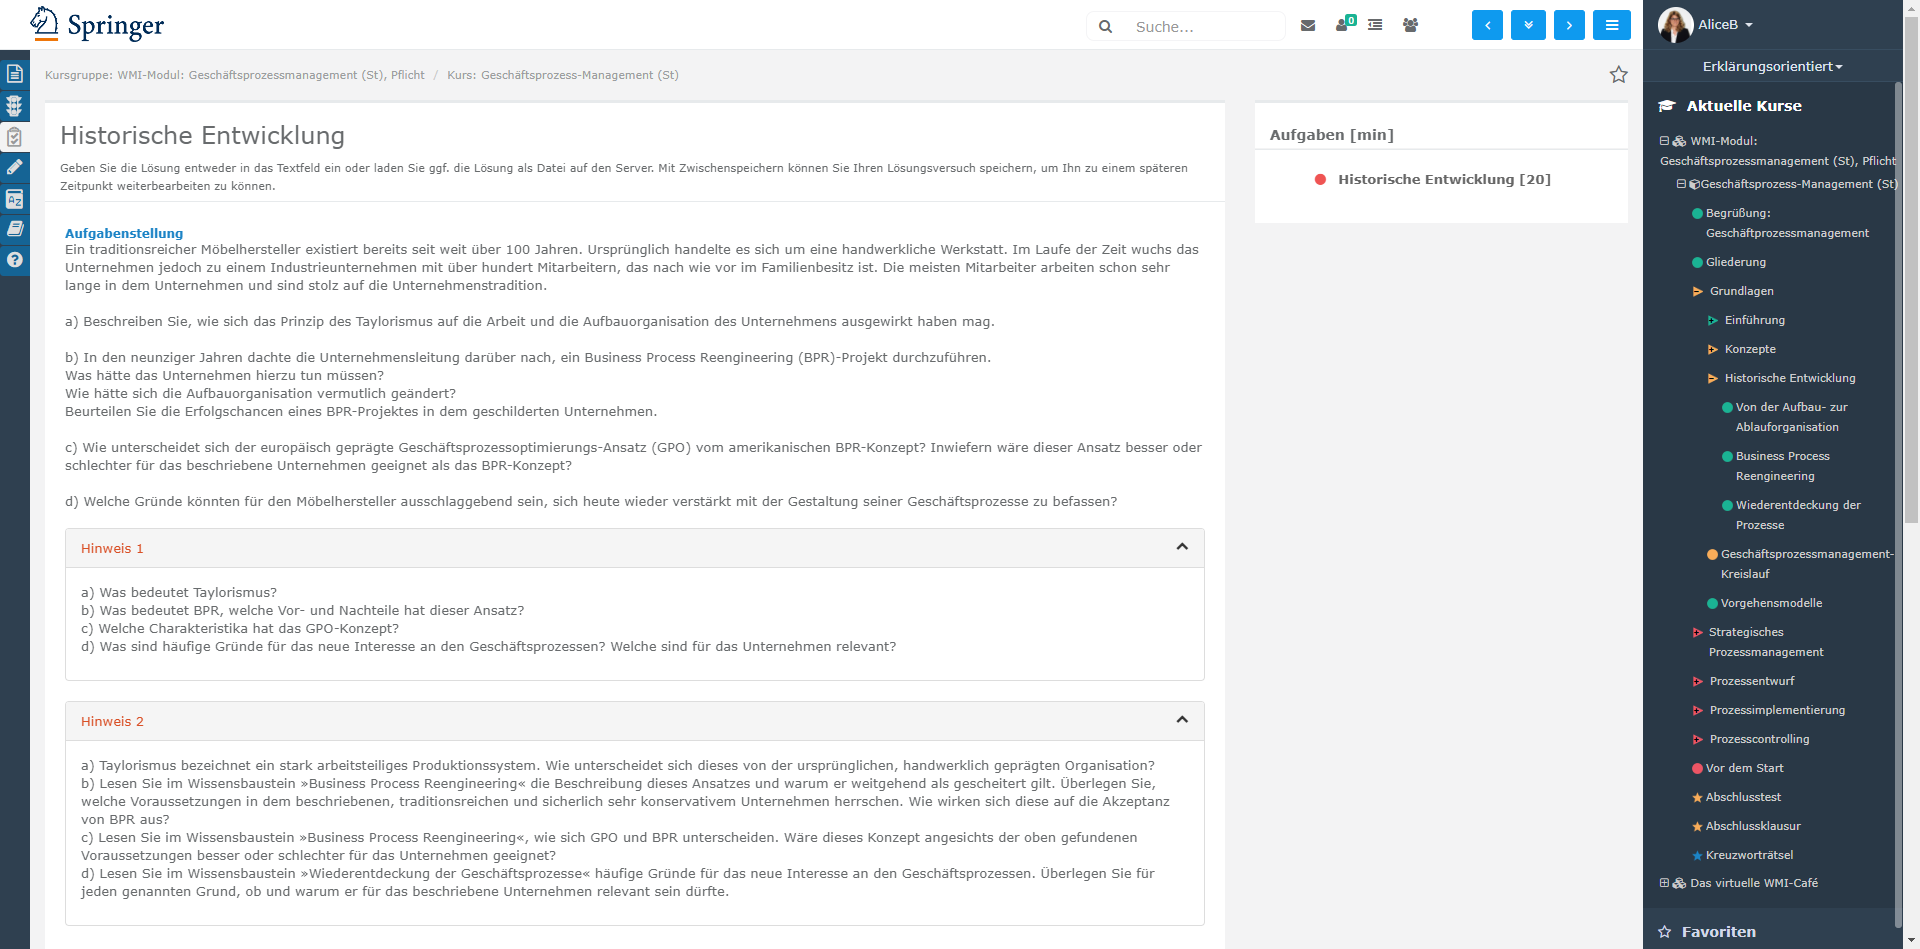 Springer
Suche...
0
AliceB
Erklärungsorientiert
Kursgruppe: WMI-Modul: Geschäftsprozessmanagement (St), Pflicht / Kurs: Geschäftsprozess-Management (St)
Historische Entwicklung
Geben Sie die Lösung entweder in das Textfeld ein oder laden Sie ggf. die Lösung als Datei auf den Server. Mit Zwischenspeichern können Sie Ihren Lösungsversuch speichern, um Ihn zu einem späteren
Zeitpunkt weiterbearbeiten zu können.
Aufgabenstellung
Ein traditionsreicher Möbelhersteller existiert bereits seit weit über 100 Jahren. Ursprünglich handelte es sich um eine handwerkliche Werkstatt. Im Laufe der Zeit wuchs das
Unternehmen jedoch zu einem Industrieunternehmen mit über hundert Mitarbeitern, das nach wie vor im Familienbesitz ist. Die meisten Mitarbeiter arbeiten schon sehr
lange in dem Unternehmen und sind stolz auf die Unternehmenstradition.
a) Beschreiben Sie, wie sich das Prinzip des Taylorismus auf die Arbeit und die Aufbauorganisation des Unternehmens ausgewirkt haben mag.
b) In den neunziger Jahren dachte die Unternehmensleitung darüber nach, ein Business Process Reengineering (BPR)-Projekt durchzuführen.
Was hätte das Unternehmen hierzu tun müssen?
Wie hätte sich die Aufbauorganisation vermutlich geändert?
Beurteilen Sie die Erfolgschancen eines BPR-Projektes in dem geschilderten Unternehmen.
c) Wie unterscheidet sich der europäisch geprägte Geschäftsprozessoptimierungs-Ansatz (GPO) vom amerikanischen BPR-Konzept? Inwiefern wäre dieser Ansatz besser oder
schlechter für das beschriebene Unternehmen geeignet als das BPR-Konzept?
d) Welche Gründe könnten für den Möbelhersteller ausschlaggebend sein, sich heute wieder verstärkt mit der Gestaltung seiner Geschäftsprozesse zu befassen?
Hinweis 1
a) Was bedeutet Taylorismus?
b) Was bedeutet BPR, welche Vor- und Nachteile hat dieser Ansatz?
c) Welche Charakteristika hat das GPO-Konzept?
d) Was sind häufige Gründe für das neue Interesse an den Geschäftsprozessen? Welche sind für das Unternehmen relevant?
Hinweis 2
a) Taylorismus bezeichnet ein stark arbeitsteiliges Produktionssystem. Wie unterscheidet sich dieses von der ursprünglichen, handwerklich geprägten Organisation?
b) Lesen Sie im Wissensbaustein »Business Process Reengineering« die Beschreibung dieses Ansatzes und warum er weitgehend als gescheitert gilt. Überlegen Sie,
welche Voraussetzungen in dem beschriebenen, traditionsreichen und sicherlich sehr konservativem Unternehmen herrschen. Wie wirken sich diese auf die Akzeptanz
von BPR aus?
c) Lesen Sie im Wissensbaustein »Business Process Reengineering«, wie sich GPO und BPR unterscheiden. Wäre dieses Konzept angesichts der oben gefundenen
Voraussetzungen besser oder schlechter für das Unternehmen geeignet?
d) Lesen Sie im Wissensbaustein »Wiederentdeckung der Geschäftsprozesse« häufige Gründe für das neue Interesse an den Geschäftsprozessen. Überlegen Sie für
jeden genannten Grund, ob und warum er für das beschriebene Unternehmen relevant sein dürfte.
Aufgaben [min]
Historische Entwicklung [20]
Aktuelle Kurse
WMI-Modul:
Geschäftsprozessmanagement (St), Pflicht
Geschäftsprozess-Management (St)
Begrüßung:
Geschäftprozessmanagement
Gliederung
Grundlagen
Einführung
Konzepte
Historische Entwicklung
Von der Aufbau- zur
Ablauforganisation
Business Process
Reengineering
Wiederentdeckung der
Prozesse
Geschäftsprozessmanagement-
Kreislauf
Vorgehensmodelle
Strategisches
Prozessmanagement
Prozessentwurf
Prozessimplementierung
Prozesscontrolling
Vor dem Start
Abschlusstest
Abschlussklausur
Kreuzworträtsel
Das virtuelle WMI-Café
Favoriten